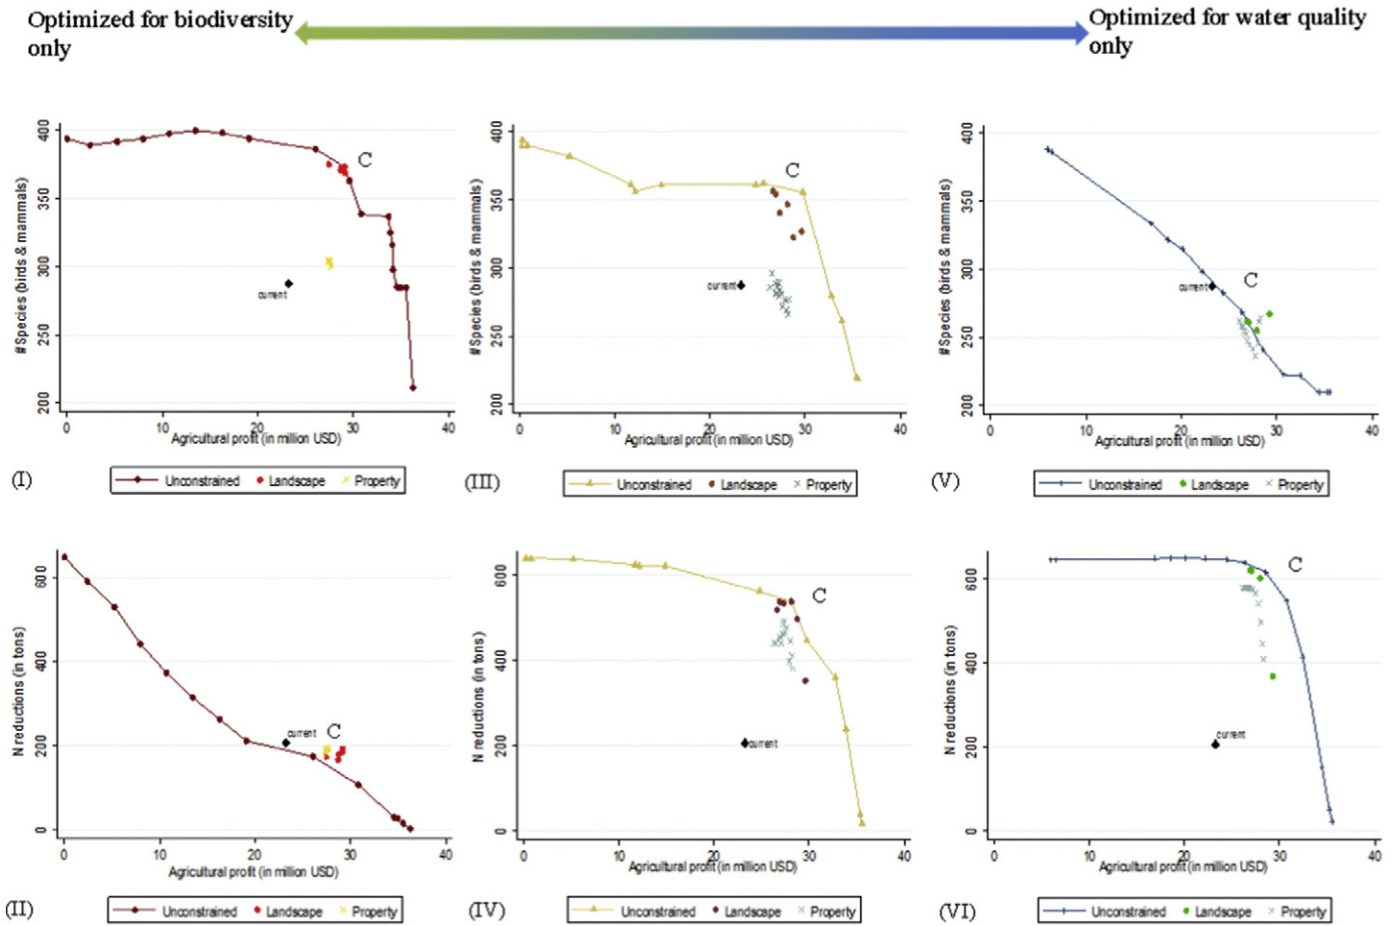 Optimized for biodiversity
only
Optimized for water quality
only
400
350
300
250
200
#Species (birds & mammals)
C
current
0 10 20 30 40
Agricultural profit (in million USD)
(I)
Unconstrained Landscape Property
400
350
300
250
200
#Species (birds & mammals)
C
current
0 10 20 30 40
Agricultural profit (in million USD)
(III)
Unconstrained Landscape Property
400
350
300
250
200
#Species (birds & mammals)
C
current
0 10 20 30 40
Agricultural profit (in million USD)
(V)
Unconstrained Landscape Property
600
400
200
0
N reductions (in tons)
current
C
0 10 20 30 40
Agricultural profit (in million USD)
(II)
Unconstrained Landscape Property
600
400
200
0
N reductions (in tons)
C
current
0 10 20 30 40
Agricultural profit (in million USD)
(IV)
Unconstrained Landscape Property
600
400
200
0
N reductions (in tons)
C
current
0 10 20 30 40
Agricultural profit (in million USD)
(VI)
Unconstrained Landscape Property